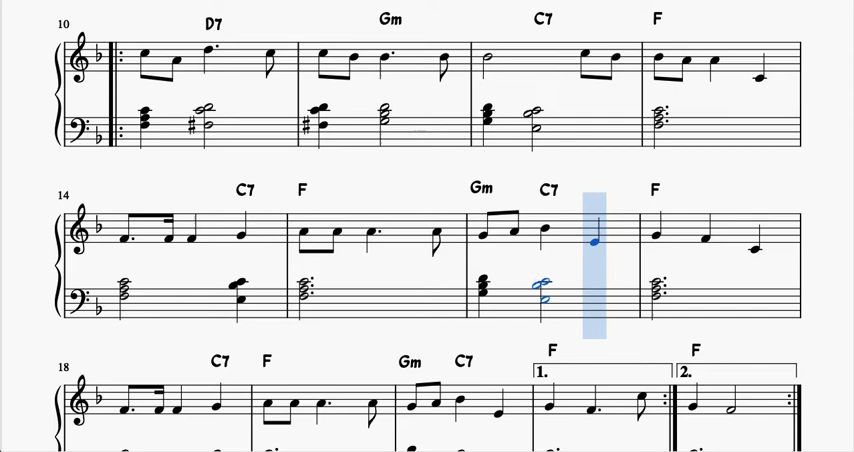 10 D7 Gm C7 F
14 C7 F Gm C7 F
18 C7 F Gm C7 F F
1. 2.